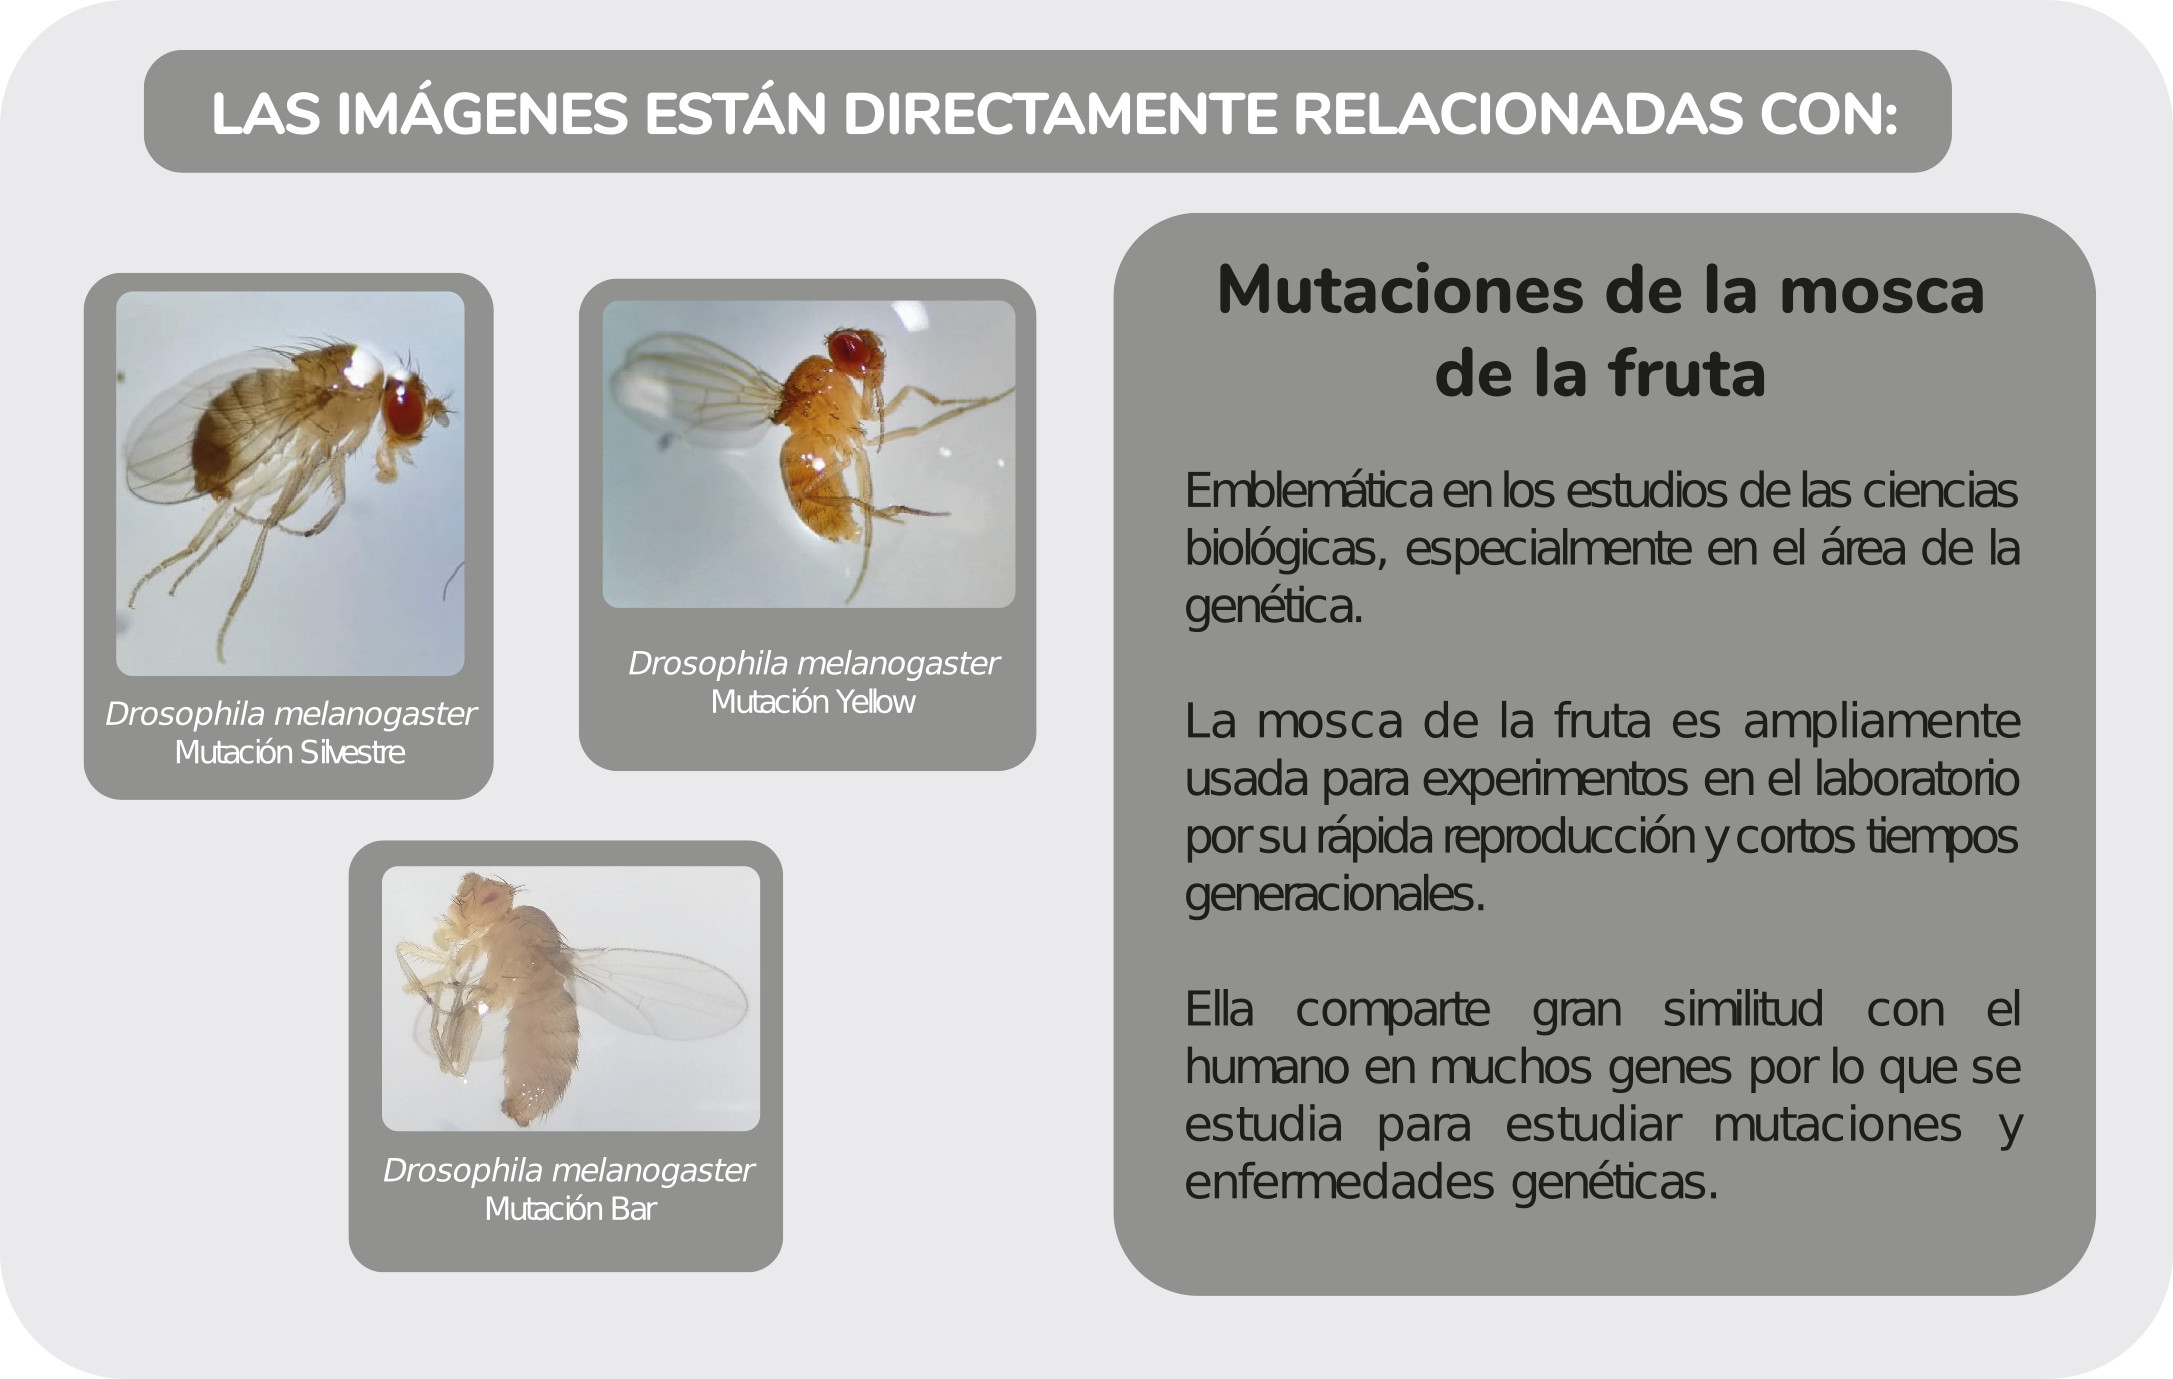 LAS IMÁGENES ESTÁN DIRECTAMENTE RELACIONADAS CON:
Drosophila melanogaster
Mutación Silvestre
Drosophila melanogaster
Mutación Yellow
Drosophila melanogaster
Mutación Bar
Mutaciones de la mosca
de la fruta
Emblemática en los estudios de las ciencias
biológicas, especialmente en el área de la
genética.
La mosca de la fruta es ampliamente
usada para experimentos en el laboratorio
por su rápida reproducción y cortos tiempos
generacionales.
Ella comparte gran similitud con el
humano en muchos genes por lo que se
estudia para estudiar mutaciones y
enfermedades genéticas.